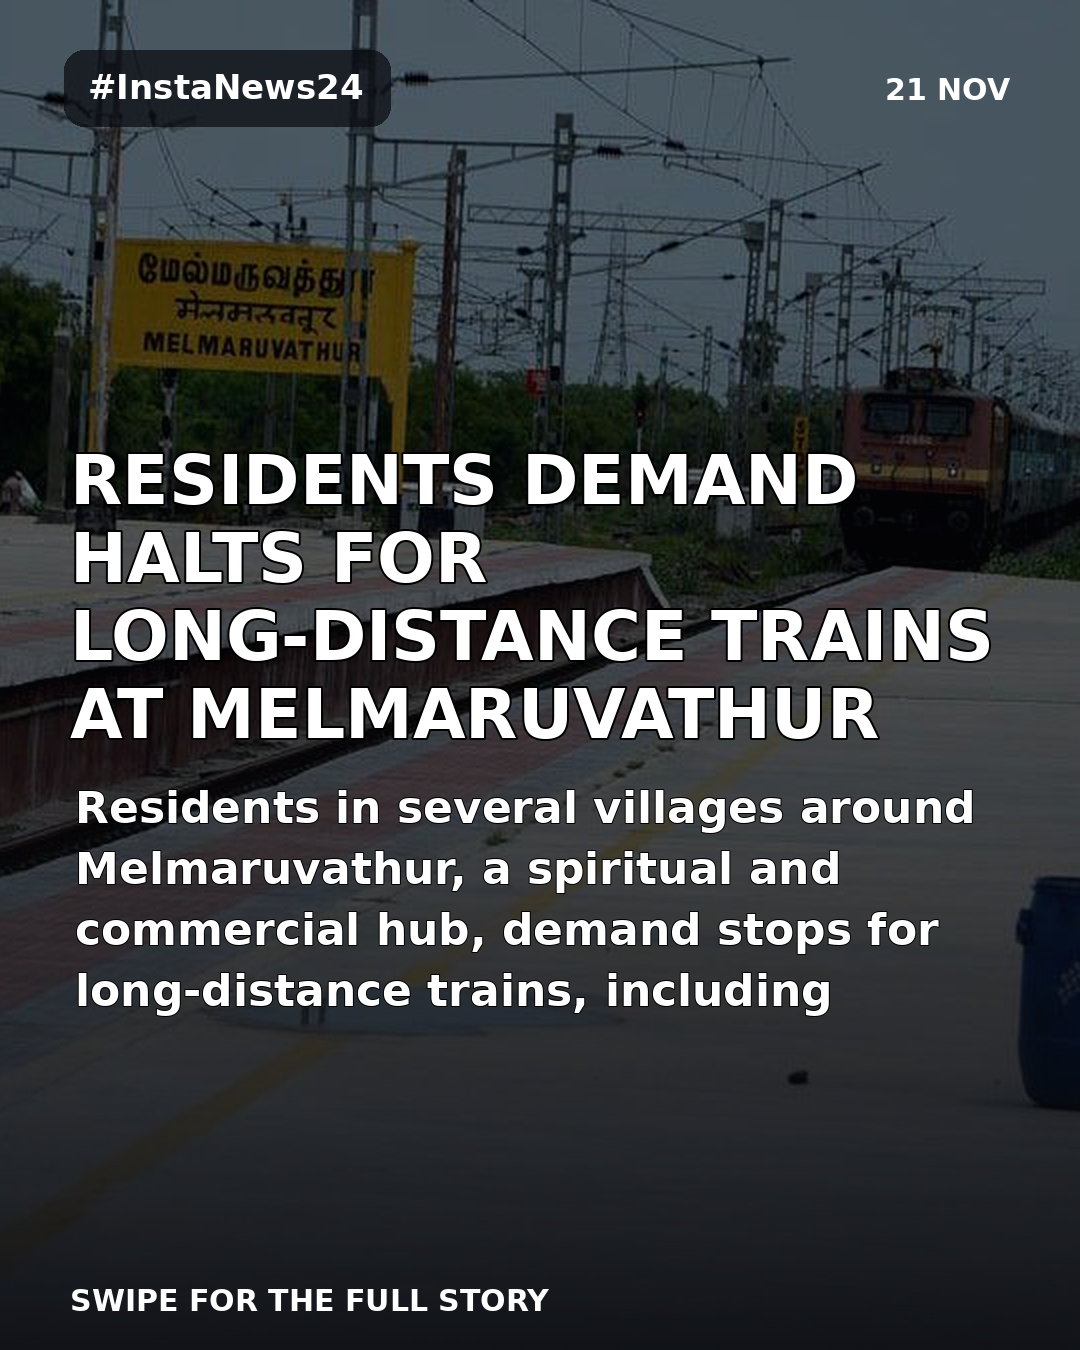 #InstaNews24
21 NOV
மேல்மருவத்தூர்
मेलमरुवतूर
MELMARUVATHUR
RESIDENTS DEMAND
HALTS FOR
LONG-DISTANCE TRAINS
AT MELMARUVATHUR
Residents in several villages around
Melmaruvathur, a spiritual and
commercial hub, demand stops for
long-distance trains, including
SWIPE FOR THE FULL STORY